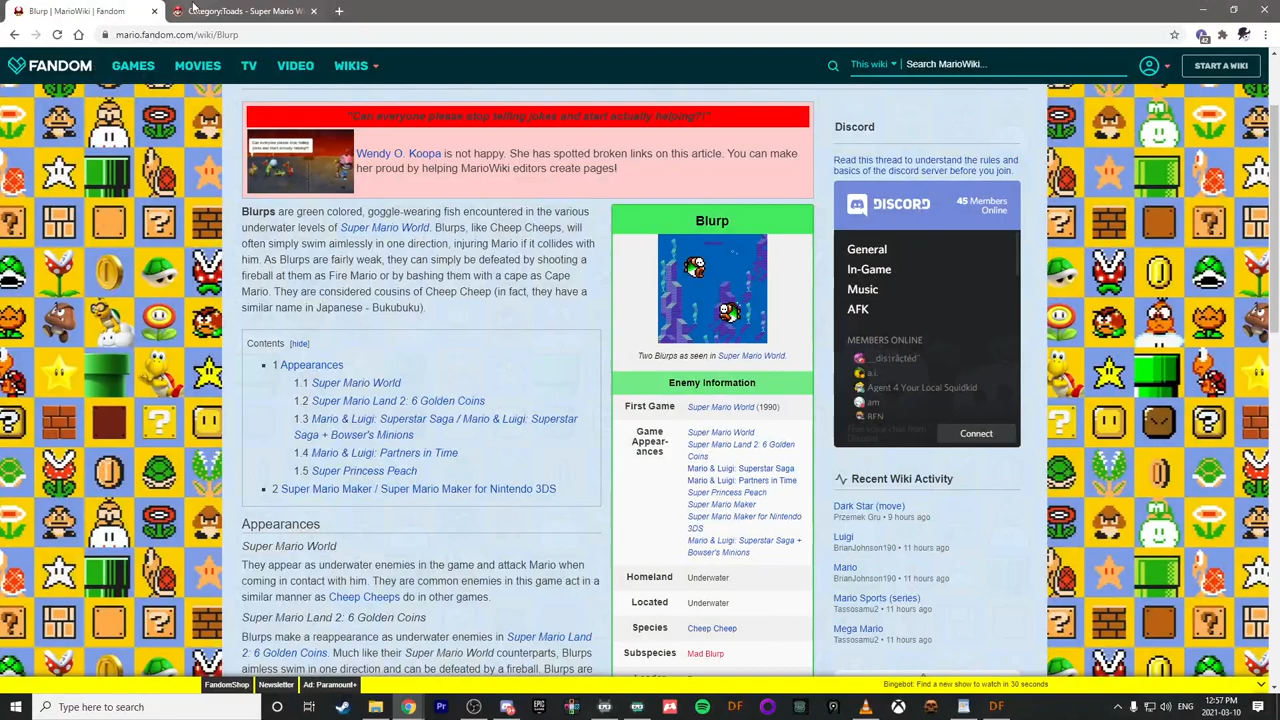 Blurp | MarioWiki | Fandom
Category:Toads - Super Mario Wi
mario.fandom.com/wiki/Blurp
42
FANDOM
GAMES
MOVIES
TV
VIDEO
WIKIS
This wiki
Search MarioWiki...
START A WIKI
"Can everyone please stop telling jokes and start actually helping?!"
Wendy O. Koopa is not happy. She has spotted broken links on this article. You can make
her proud by helping MarioWiki editors create pages!
Blurps are green colored, goggle-wearing fish encountered in the various
underwater levels of Super Mario World. Blurps, like Cheep Cheeps, will
often simply swim aimlessly in one direction, injuring Mario if it collides with
him. As Blurps are fairly weak, they can simply be defeated by shooting a
fireball at them as Fire Mario or by bashing them with a cape as Cape
Mario. They are considered cousins of Cheep Cheep (in fact, they have a
similar name in Japanese - Bukubuku).
Contents [hide]
1 Appearances
1.1 Super Mario World
1.2 Super Mario Land 2: 6 Golden Coins
1.3 Mario & Luigi: Superstar Saga / Mario & Luigi: Superstar
Saga + Bowser's Minions
1.4 Mario & Luigi: Partners in Time
1.5 Super Princess Peach
2 Super Mario Maker / Super Mario Maker for Nintendo 3DS
Appearances
Super Mario World
They appear as underwater enemies in the game and attack Mario when
coming in contact with him. They are common enemies in this game act in a
similar manner as Cheep Cheeps do in other games.
Super Mario Land 2: 6 Golden Coins
Blurps make a reappearance as underwater enemies in Super Mario Land
2: 6 Golden Coins. Much like their Super Mario World counterparts, Blurps
aimless swim in one direction and can be defeated by a fireball. Blurps are
Blurp
Two Blurps as seen in Super Mario World.
Enemy Information
First Game
Super Mario World (1990)
Game
Appear-
ances
Super Mario World
Super Mario Land 2: 6 Golden
Coins
Mario & Luigi: Superstar Saga
Mario & Luigi: Partners in Time
Super Princess Peach
Super Mario Maker
Super Mario Maker for Nintendo
3DS
Mario & Luigi: Superstar Saga +
Bowser's Minions
Homeland
Underwater
Located
Underwater
Species
Cheep Cheep
Subspecies
Mad Blurp
Discord
Read this thread to understand the rules and
basics of the discord server before you join.
DISCORD
45 Members
Online
General
In-Game
Music
AFK
MEMBERS ONLINE
__dis†råctéd¨
a.i.
Agent 4 Your Local Squidkid
am
RFN
Free voice chat from
Discord
Connect
Recent Wiki Activity
Dark Star (move)
Przemek Gru • 9 hours ago
Luigi
BrianJohnson190 • 11 hours ago
Mario
BrianJohnson190 • 11 hours ago
Mario Sports (series)
Tassosamu2 • 11 hours ago
Mega Mario
Tassosamu2 • 11 hours ago
FandomShop
Newsletter
Ad: Paramount+
Bingebot: Find a new show to watch in 30 seconds
Type here to search
DF
DF
ENG
12:57 PM
2021-03-10